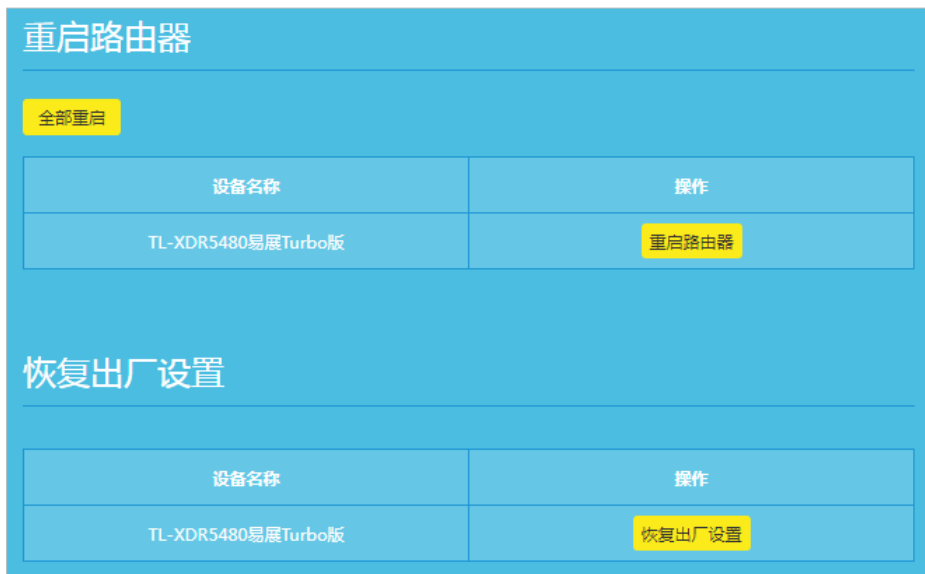 重启路由器
全部重启
设备名称 操作
TL-XDR5480易展Turbo版 重启路由器
恢复出厂设置
设备名称 操作
TL-XDR5480易展Turbo版 恢复出厂设置